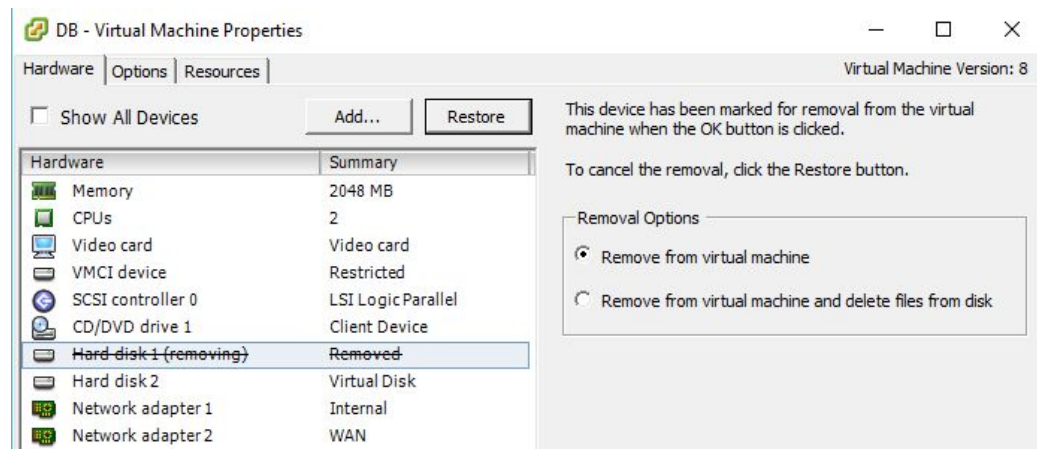 DB - Virtual Machine Properties
Hardware Options Resources Virtual Machine Version: 8
Show All Devices Add... Restore
Hardware Summary
Memory 2048 MB
CPUs 2
Video card Video card
VMCI device Restricted
SCSI controller 0 LSI Logic Parallel
CD/DVD drive 1 Client Device
Hard disk 1 (removing) Removed
Hard disk 2 Virtual Disk
Network adapter 1 Internal
Network adapter 2 WAN
This device has been marked for removal from the virtual
machine when the OK button is clicked.
To cancel the removal, click the Restore button.
Removal Options
Remove from virtual machine
Remove from virtual machine and delete files from disk